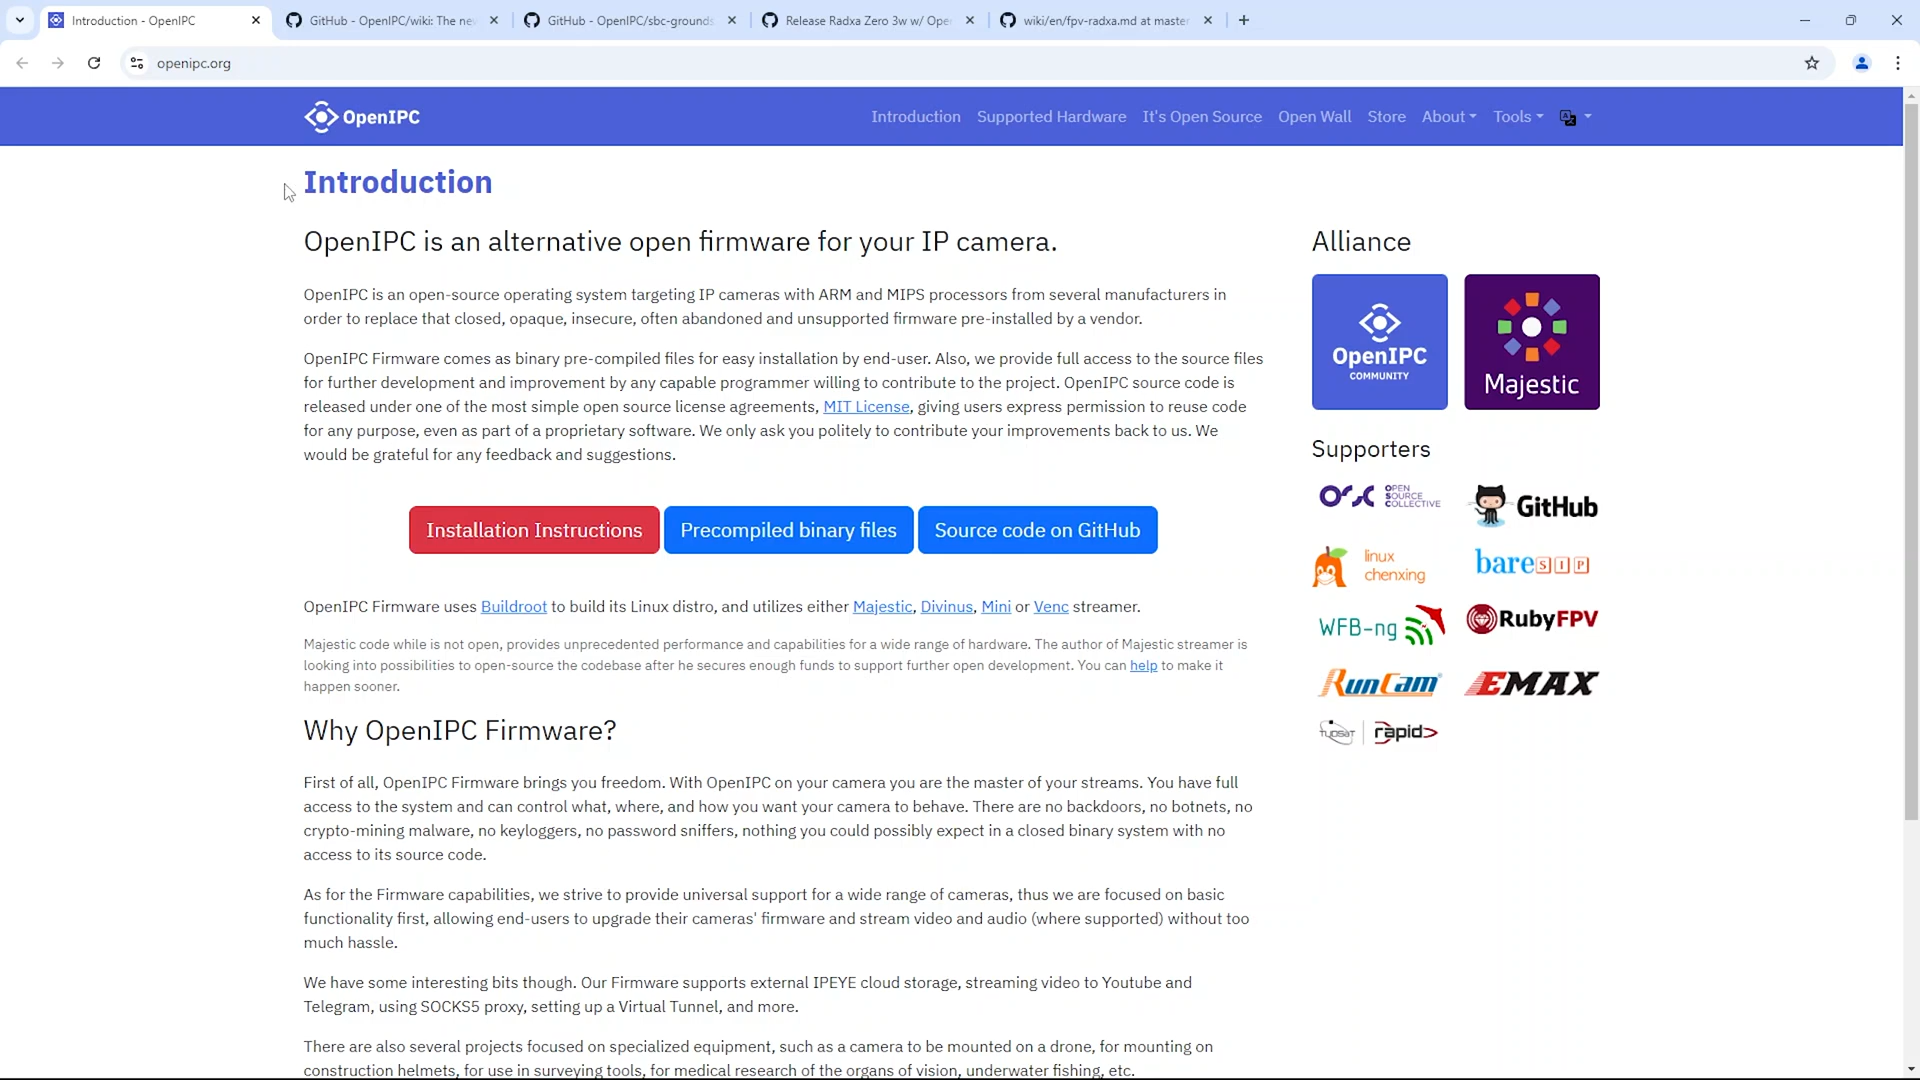 Introduction - OpenIPC
GitHub - OpenIPC/wiki: The ne
GitHub - OpenIPC/sbc-grounds
Release Radxa Zero 3w w/ Ope
wiki/en/fpv-radxa.md at master
openipc.org
OpenIPC
Introduction
Supported Hardware
It's Open Source
Open Wall
Store
About
Tools
Introduction
OpenIPC is an alternative open firmware for your IP camera.
OpenIPC is an open-source operating system targeting IP cameras with ARM and MIPS processors from several manufacturers in
order to replace that closed, opaque, insecure, often abandoned and unsupported firmware pre-installed by a vendor.
OpenIPC Firmware comes as binary pre-compiled files for easy installation by end-user. Also, we provide full access to the source files
for further development and improvement by any capable programmer willing to contribute to the project. OpenIPC source code is
released under one of the most simple open source license agreements, MIT License, giving users express permission to reuse code
for any purpose, even as part of a proprietary software. We only ask you politely to contribute your improvements back to us. We
would be grateful for any feedback and suggestions.
Installation Instructions
Precompiled binary files
Source code on GitHub
OpenIPC Firmware uses Buildroot to build its Linux distro, and utilizes either Majestic, Divinus, Mini or Venc streamer.
Majestic code while is not open, provides unprecedented performance and capabilities for a wide range of hardware. The author of Majestic streamer is
looking into possibilities to open-source the codebase after he secures enough funds to support further open development. You can help to make it
happen sooner.
Why OpenIPC Firmware?
First of all, OpenIPC Firmware brings you freedom. With OpenIPC on your camera you are the master of your streams. You have full
access to the system and can control what, where, and how you want your camera to behave. There are no backdoors, no botnets, no
crypto-mining malware, no keyloggers, no password sniffers, nothing you could possibly expect in a closed binary system with no
access to its source code.
As for the Firmware capabilities, we strive to provide universal support for a wide range of cameras, thus we are focused on basic
functionality first, allowing end-users to upgrade their cameras' firmware and stream video and audio (where supported) without too
much hassle.
We have some interesting bits though. Our Firmware supports external IPEYE cloud storage, streaming video to Youtube and
Telegram, using SOCKS5 proxy, setting up a Virtual Tunnel, and more.
There are also several projects focused on specialized equipment, such as a camera to be mounted on a drone, for mounting on
construction helmets, for use in surveying tools, for medical research of the organs of vision, underwater fishing, etc.
Alliance
OpenIPC
COMMUNITY
Majestic
Supporters
OPEN
SOURCE
COLLECTIVE
GitHub
linux
chenxing
bareSIP
WFB-ng
RubyFPV
RunCam
EMAX
rapid